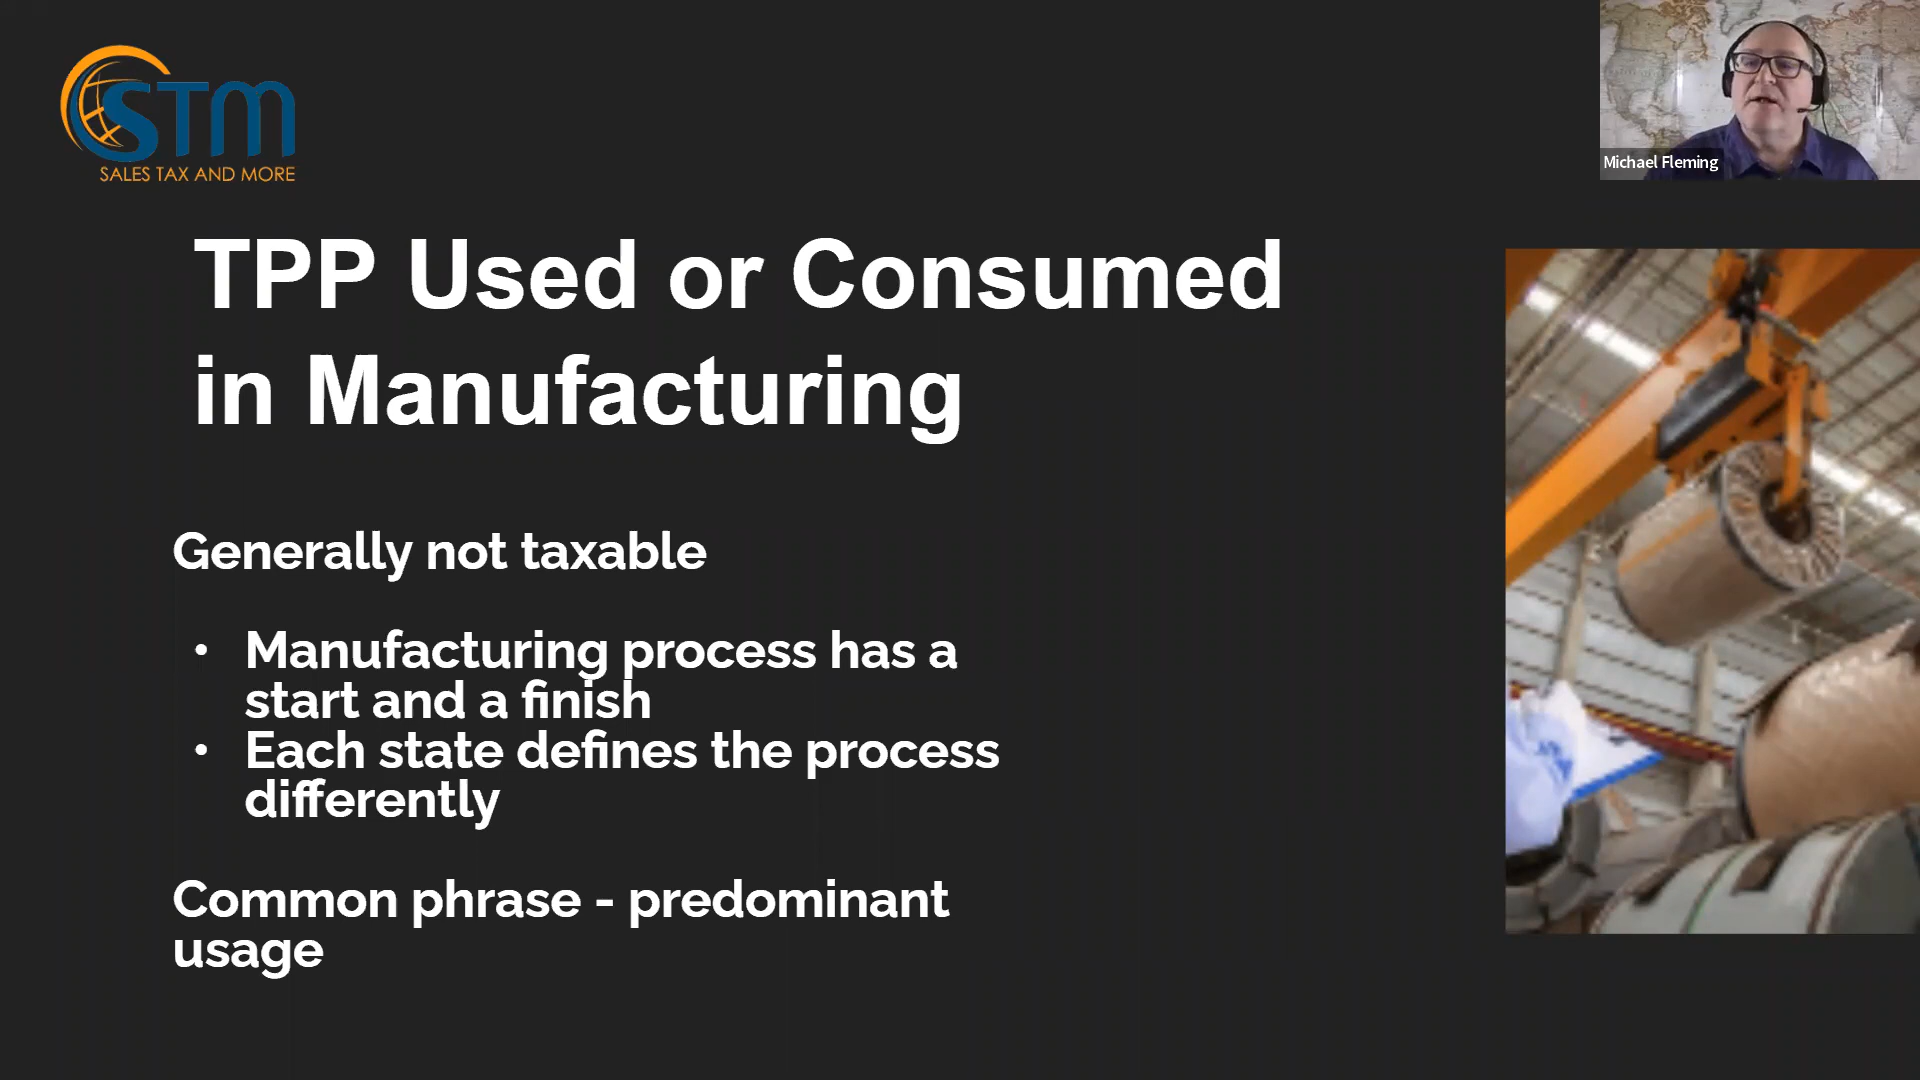 STM
SALES TAX AND MORE
Michael Fleming
TPP Used or Consumed
in Manufacturing
Generally not taxable
• Manufacturing process has a
start and a finish
• Each state defines the process
differently
Common phrase - predominant
usage